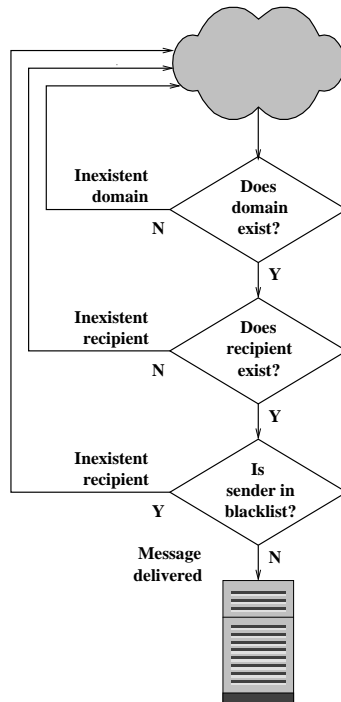 Inexistent
domain
N
Does
domain
exist?
Y
Inexistent
recipient
N
Does
recipient
exist?
Y
Inexistent
recipient
Y
Is
sender in
blacklist?
N
Message
delivered